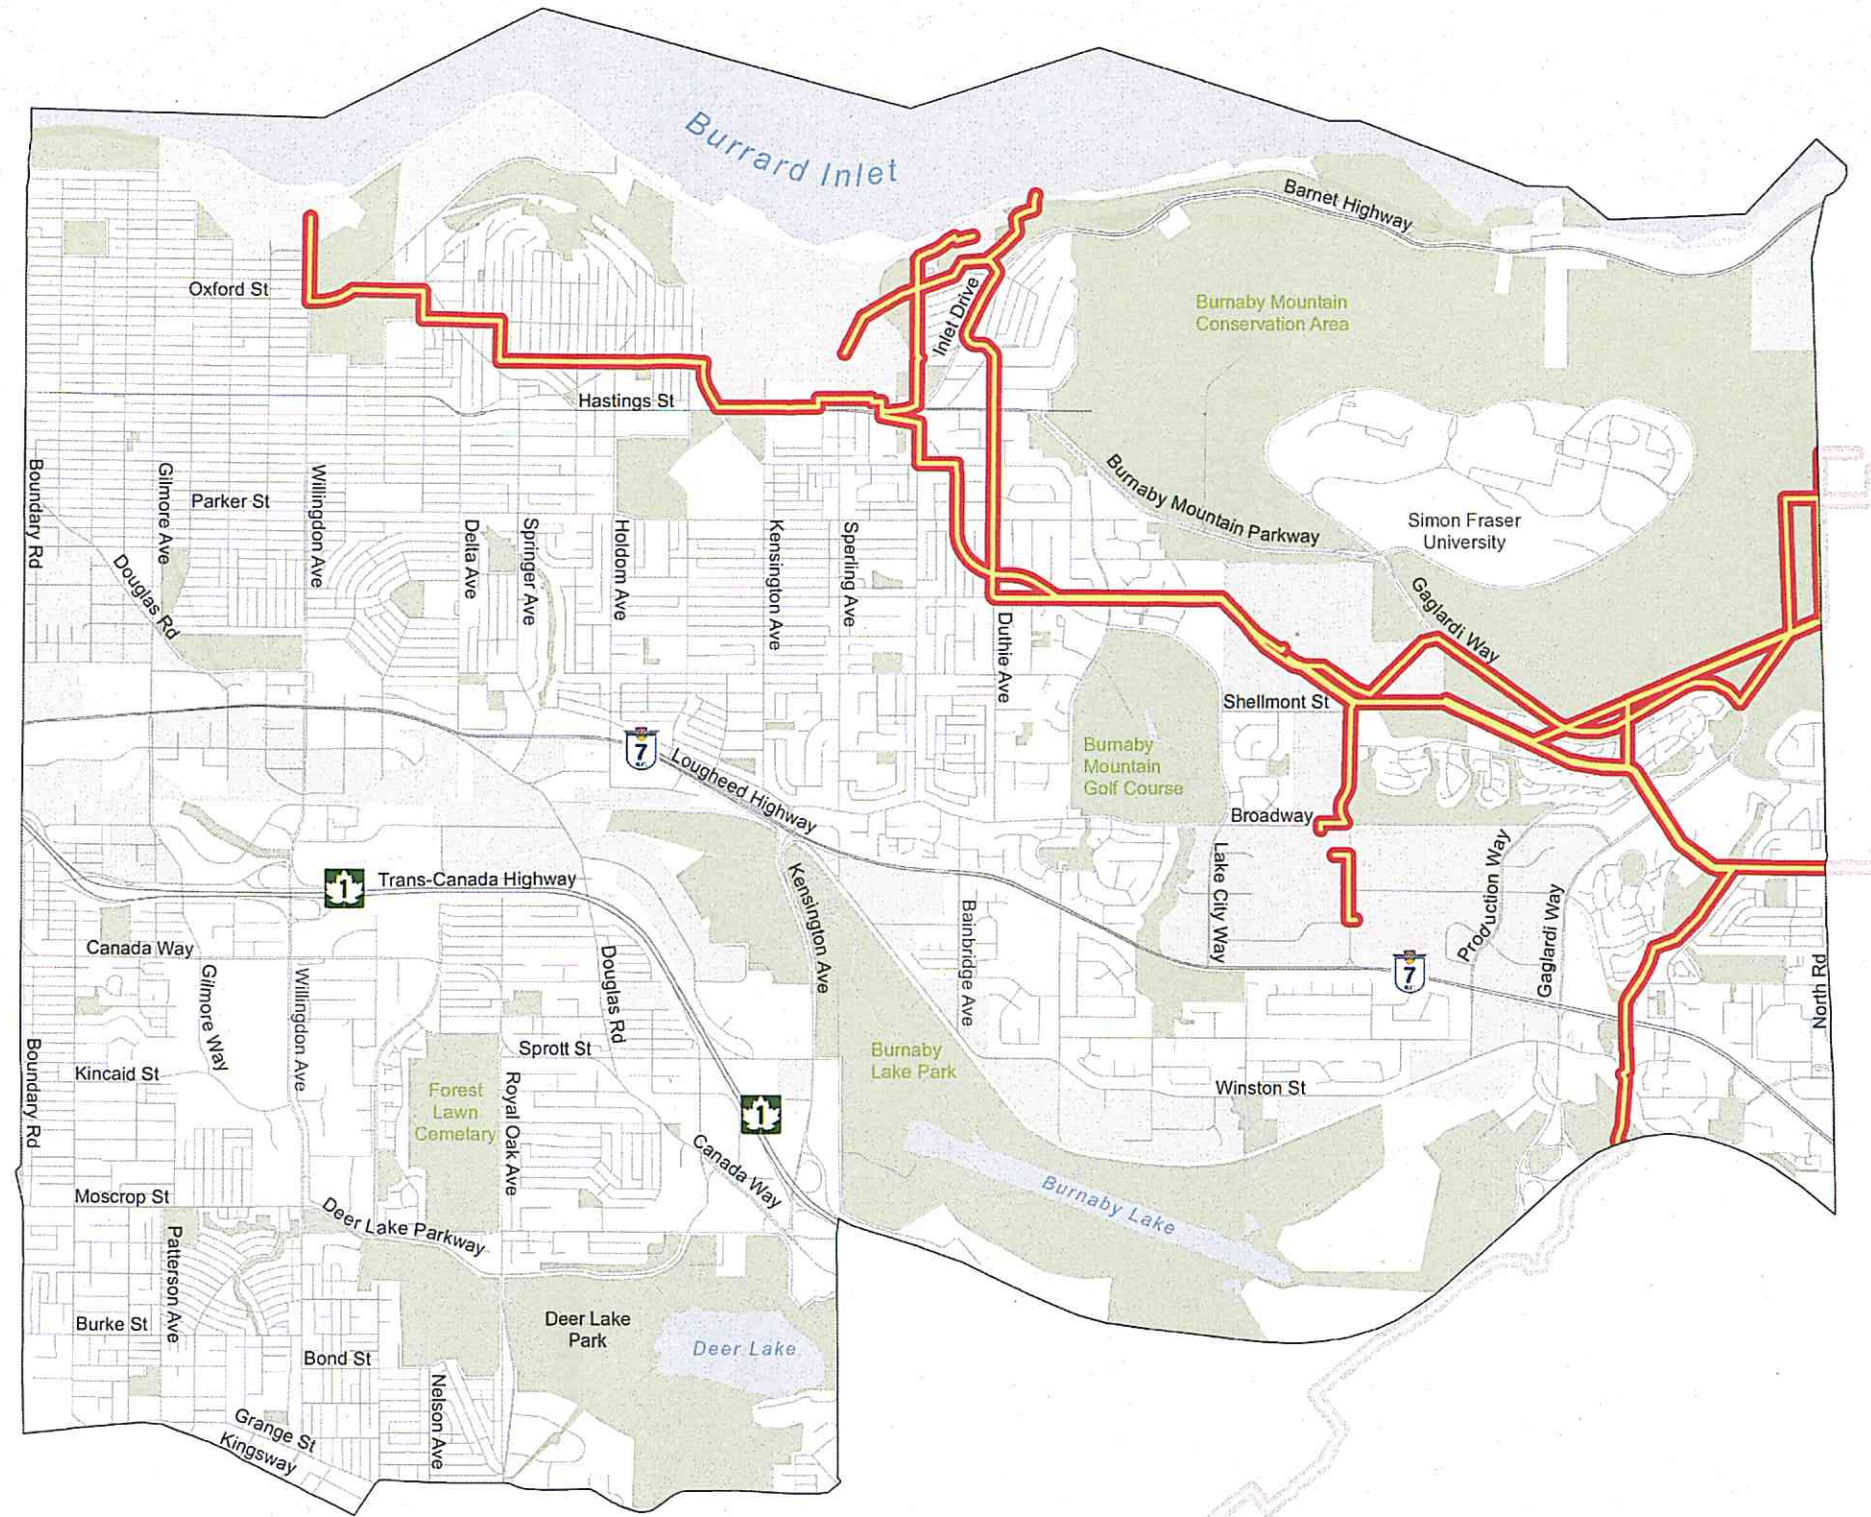 Burrard Inlet
Barnet Highway
Oxford St
Inlet Drive
Burnaby Mountain
Conservation Area
Hastings St
Boundary Rd
Gilmore Ave
Parker St
Willingdon Ave
Delta Ave
Springer Ave
Holdom Ave
Kensington Ave
Sperling Ave
Burnaby Mountain Parkway
Simon Fraser
University
Douglas Rd
Duthie Ave
Gaglardi Way
Shellmont St
7
Lougheed Highway
Burnaby
Mountain
Golf Course
Broadway
1
Trans-Canada Highway
Kensington Ave
Bainbridge Ave
Lake City Way
Production Way
Gaglardi Way
Canada Way
Gilmore Way
Willingdon Ave
Douglas Rd
7
North Rd
Boundary Rd
Kincaid St
Sprott St
Burnaby
Lake Park
Forest
Lawn
Cemetary
Royal Oak Ave
1
Winston St
Canada Way
Moscrop St
Deer Lake Parkway
Burnaby Lake
Patterson Ave
Burke St
Bond St
Deer Lake
Park
Deer Lake
Nelson Ave
Grange St
Kingsway